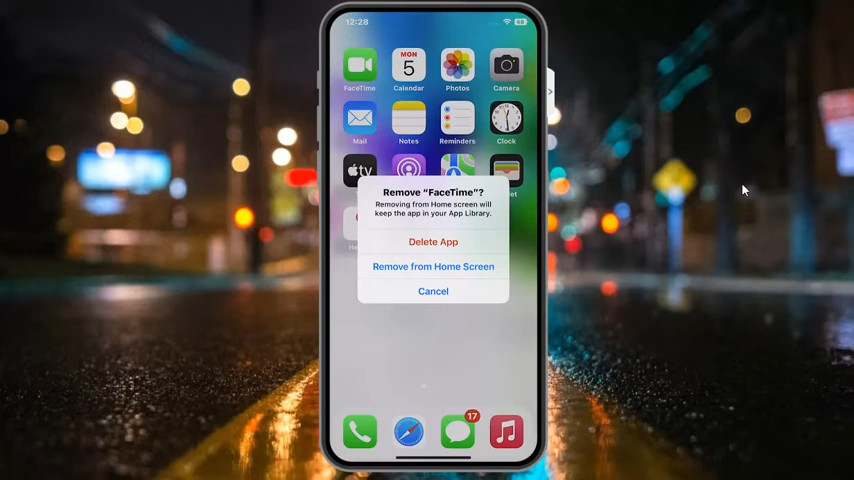 12:28
MON
5
FaceTime
Calendar
Photos
Camera
Mail
Notes
Reminders
Clock
tv
Remove “FaceTime”?
Removing from Home screen will
keep the app in your App Library.
Delete App
Remove from Home Screen
Cancel
17